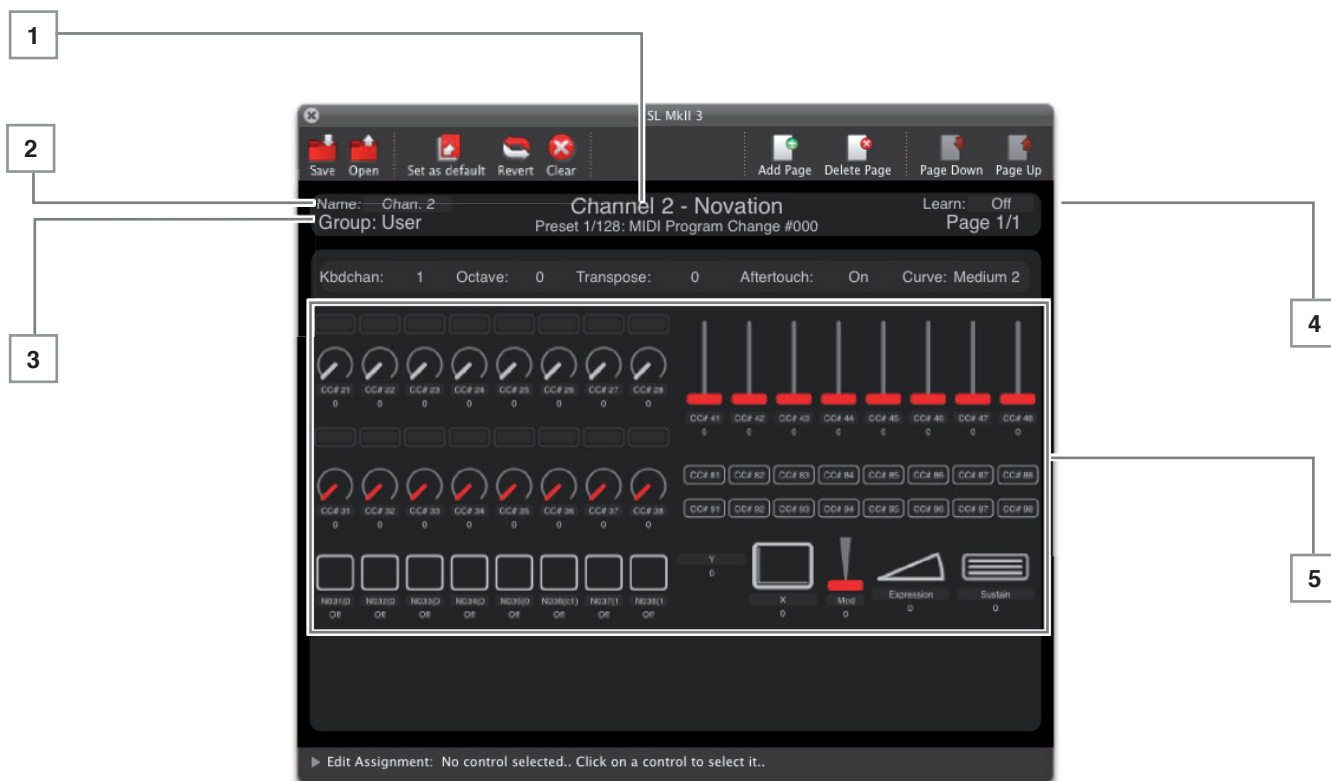 1
2
3
4
5
SL MkII 3
Save Open Set as default Revert Clear Add Page Delete Page Page Down Page Up
Name: Chan. 2 Channel 2 - Novation Learn: Off
Group: User Preset 1/128: MIDI Program Change #000 Page 1/1
Kbdchan: 1 Octave: 0 Transpose: 0 Aftertouch: On Curve: Medium 2
CC# 21 CC# 22 CC# 23 CC# 24 CC# 25 CC# 26 CC# 27 CC# 28
0 0 0 0 0 0 0 0
CC# 41 CC# 42 CC# 43 CC# 44 CC# 45 CC# 46 CC# 47 CC# 48
0 0 0 0 0 0 0 0
CC# 31 CC# 32 CC# 33 CC# 34 CC# 35 CC# 36 CC# 37 CC# 38
0 0 0 0 0 0 0 0
CC# 81 CC# 82 CC# 83 CC# 84 CC# 85 CC# 86 CC# 87 CC# 88
CC# 91 CC# 92 CC# 93 CC# 94 CC# 95 CC# 96 CC# 97 CC# 98
Off Off Off Off Off Off Off Off
Y
0
X
0
Mod
0
Expression
0
Sustain
0
Edit Assignment: No control selected.. Click on a control to select it..